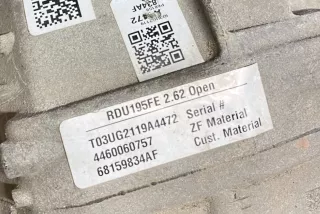 RDU195FE 2.62 Open
T03UG2119A4472 Serial #
4460060757 ZF Material
68159834AF Cust. Material